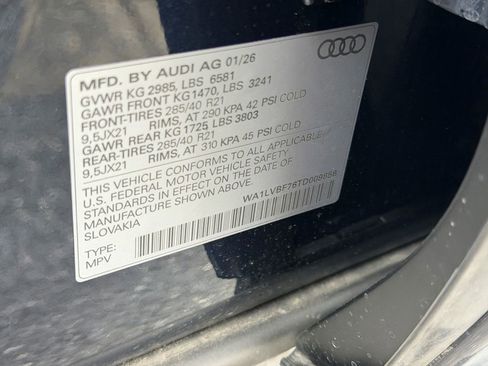 MFD. BY AUDI AG 01/26
GVWR KG 2985, LBS 6581
GAWR FRONT KG1470, LBS 3241
FRONT-TIRES 285/40 R21
9,5JX21 RIMS, AT 290 KPA 42 PSI COLD
GAWR REAR KG 1725 LBS 3803
REAR-TIRES 285/40 R21
9,5JX21 RIMS, AT 310 KPA 45 PSI COLD
THIS VEHICLE CONFORMS TO ALL APPLICABLE
U.S. FEDERAL MOTOR VEHICLE SAFETY
STANDARDS IN EFFECT ON THE DATE OF
MANUFACTURE SHOWN ABOVE.
SLOVAKIA
WA1LVBF76TD008858
TYPE:
MPV